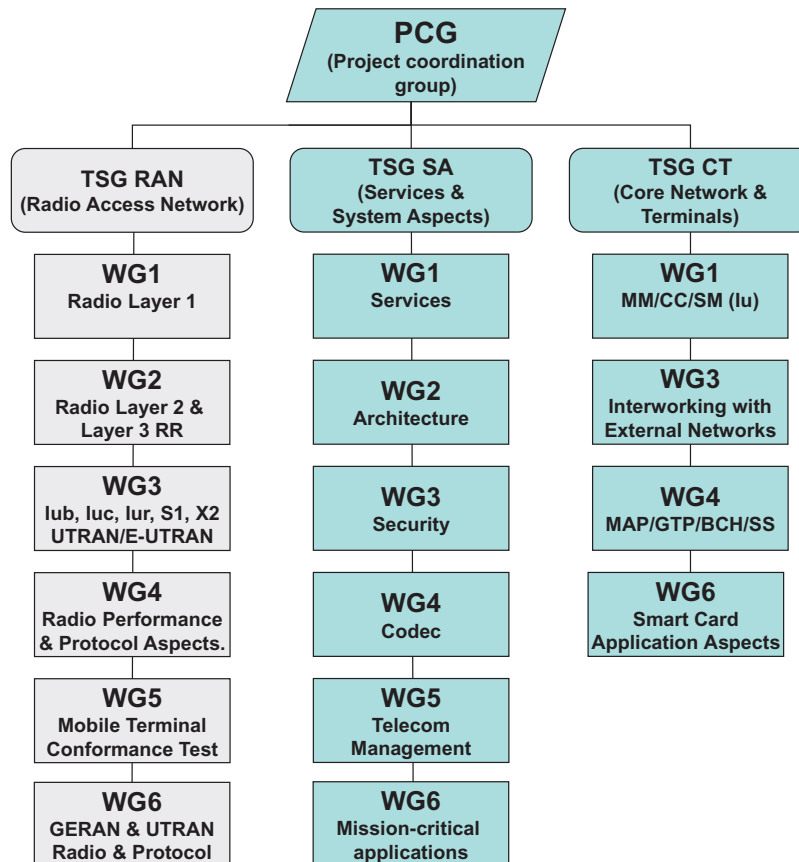 PCG
(Project coordination
group)
TSG RAN
(Radio Access Network)
WG1
Radio Layer 1
WG2
Radio Layer 2 &
Layer 3 RR
WG3
Iub, Iuc, Iur, S1, X2
UTRAN/E-UTRAN
WG4
Radio Performance
& Protocol Aspects.
WG5
Mobile Terminal
Conformance Test
WG6
GERAN & UTRAN
Radio & Protocol
TSG SA
(Services &
System Aspects)
WG1
Services
WG2
Architecture
WG3
Security
WG4
Codec
WG5
Telecom
Management
WG6
Mission-critical
applications
TSG CT
(Core Network &
Terminals)
WG1
MM/CC/SM (Iu)
WG3
Interworking with
External Networks
WG4
MAP/GTP/BCH/SS
WG6
Smart Card
Application Aspects